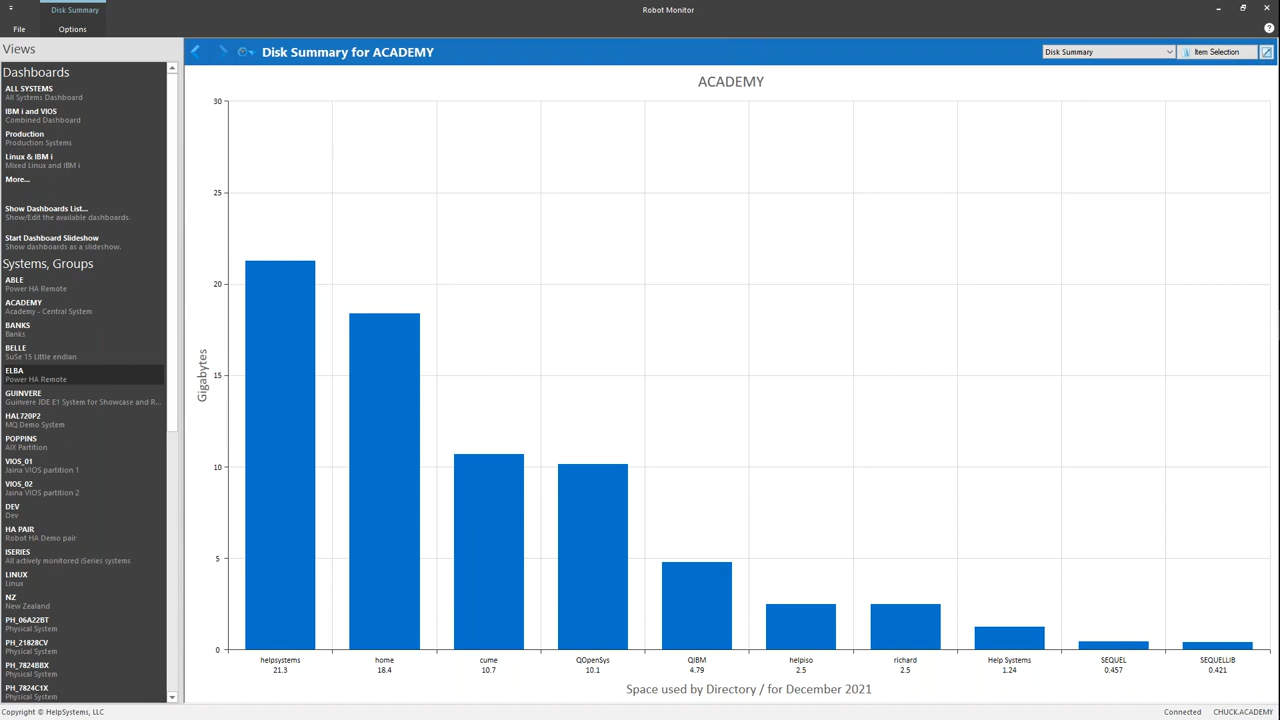 Disk Summary
Robot Monitor
File
Options
Views
Disk Summary for ACADEMY
Disk Summary
Item Selection
Dashboards
ALL SYSTEMS
All Systems Dashboard
IBM i and VIOS
Combined Dashboard
Production
Production Systems
Linux & IBM i
Mixed Linux and IBM i
More...
Show Dashboards List...
Show/Edit the available dashboards.
Start Dashboard Slideshow
Show dashboards as a slideshow.
Systems, Groups
ABLE
Power HA Remote
ACADEMY
Academy - Central System
BANKS
Banks
BELLE
SuSe 15 Little endian
ELBA
Power HA Remote
GUINVERE
Guinvere JDE E1 System for Showcase and R...
HAL720P2
MQ Demo System
POPPINS
AIX Partition
VIOS_01
Jaina VIOS partition 1
VIOS_02
Jaina VIOS partition 2
DEV
Dev
HA PAIR
Robot HA Demo pair
ISERIES
All actively monitored iSeries systems
LINUX
Linux
NZ
New Zealand
PH_06A22BT
Physical System
PH_21828CV
Physical System
PH_7824BBX
Physical System
PH_7824C1X
Physical System
ACADEMY
30
25
20
15
10
5
0
Gigabytes
helpsystems home cume QOpenSys QIBM helpiso richard Help Systems SEQUEL SEQUELLIB
21.3 18.4 10.7 10.1 4.79 2.5 2.5 1.24 0.457 0.421
Space used by Directory / for December 2021
Copyright © HelpSystems, LLC
Connected
CHUCK.ACADEMY